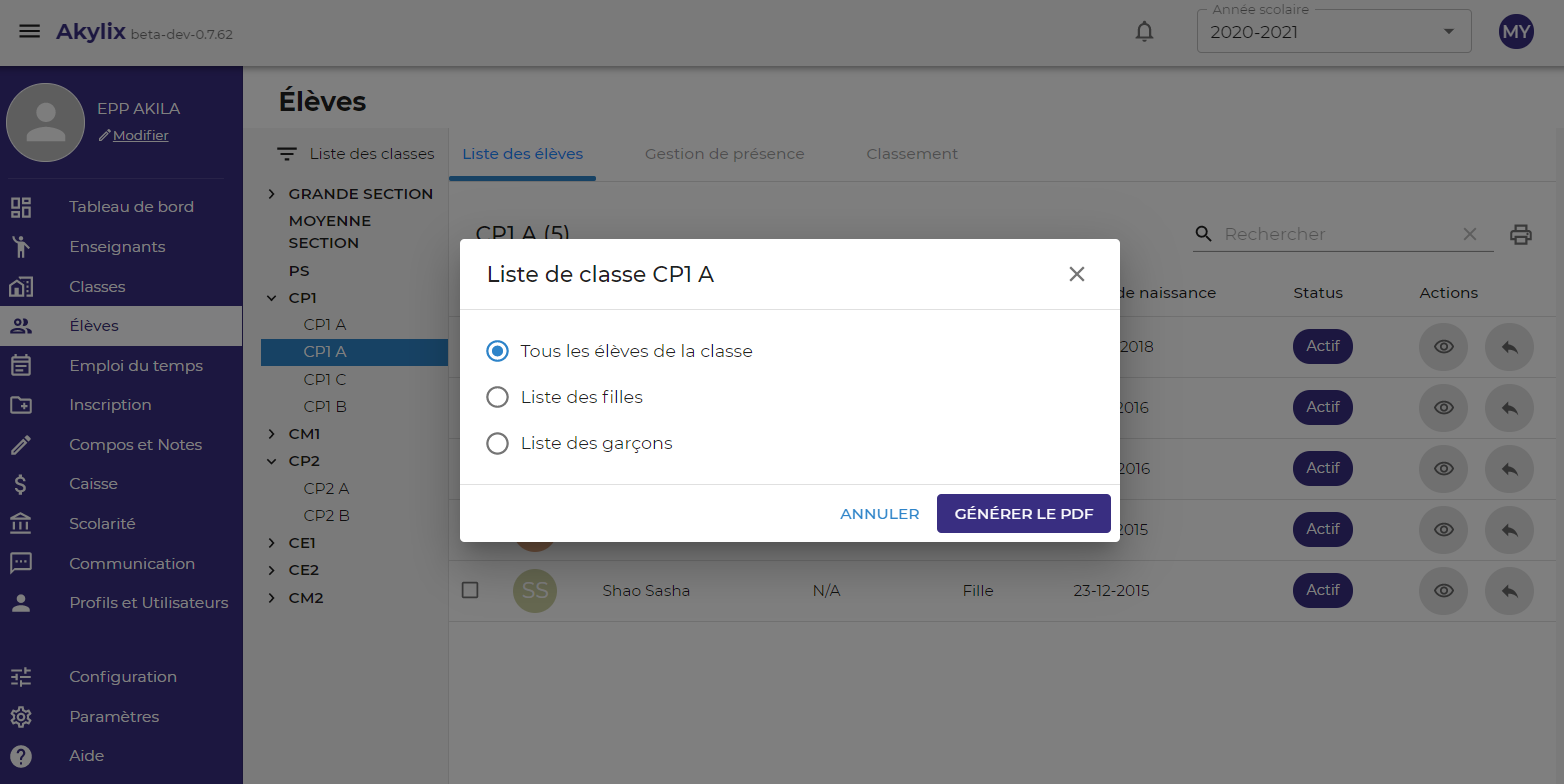 Akylix beta-dev-0.7.62
Année scolaire
2020-2021
MY
EPP AKILA
Modifier
Tableau de bord
Enseignants
Classes
Élèves
Emploi du temps
Inscription
Compos et Notes
Caisse
Scolarité
Communication
Profils et Utilisateurs
Configuration
Paramètres
Aide
Élèves
Liste des classes
GRANDE SECTION
MOYENNE
SECTION
PS
CP1
CP1 A
CP1 A
CP1 C
CP1 B
CM1
CP2
CP2 A
CP2 B
CE1
CE2
CM2
Liste des élèves
Gestion de présence
Classement
CP1 A (5)
Rechercher
de naissance
Status
Actions
2018
Actif
2016
Actif
2016
Actif
2015
Actif
SS
Shao Sasha
N/A
Fille
23-12-2015
Actif
Liste de classe CP1 A
Tous les élèves de la classe
Liste des filles
Liste des garçons
ANNULER
GÉNÉRER LE PDF